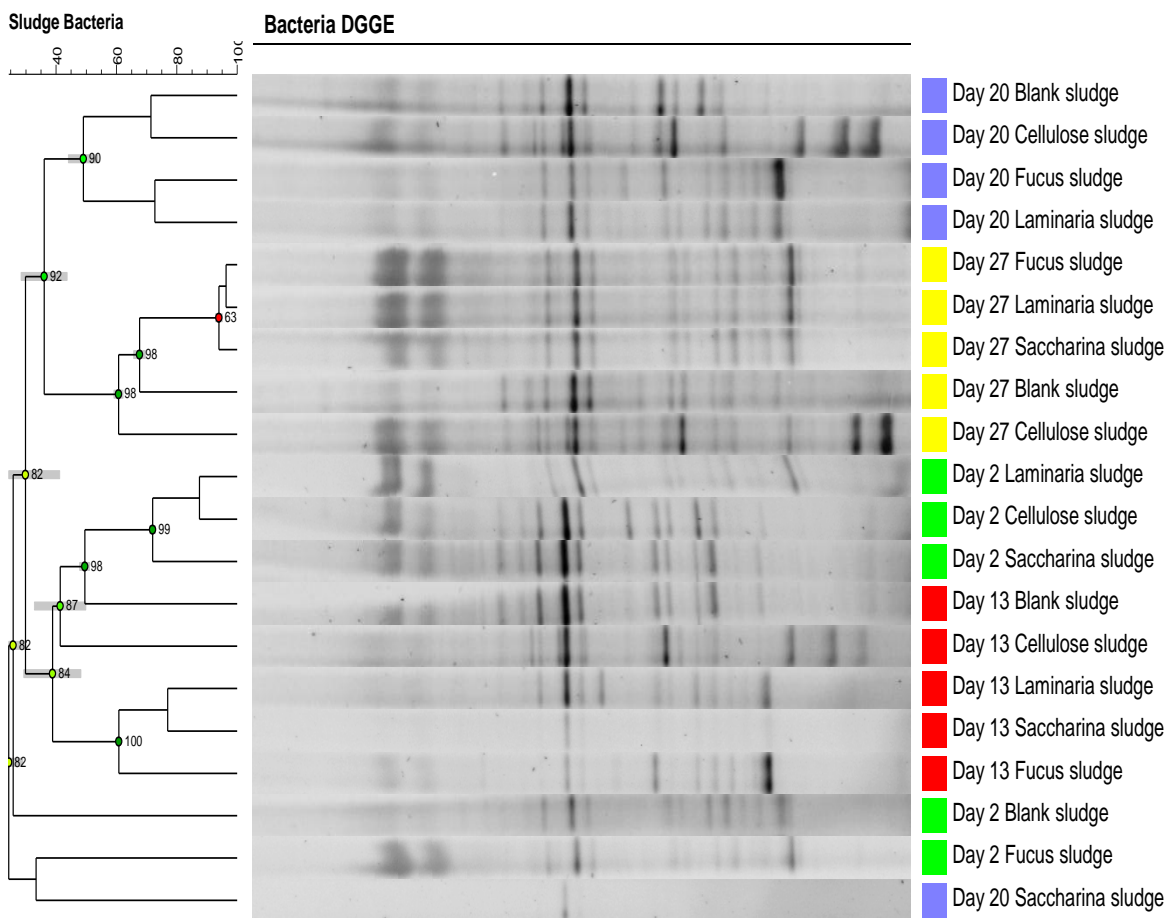 Sludge Bacteria
Bacteria DGGE
40
60
80
100
Day 20 Blank sludge
Day 20 Cellulose sludge
90
Day 20 Fucus sludge
Day 20 Laminaria sludge
Day 27 Fucus sludge
92
Day 27 Laminaria sludge
63
Day 27 Saccharina sludge
98
Day 27 Blank sludge
98
Day 27 Cellulose sludge
Day 2 Laminaria sludge
82
Day 2 Cellulose sludge
99
Day 2 Saccharina sludge
98
Day 13 Blank sludge
87
Day 13 Cellulose sludge
82
84
Day 13 Laminaria sludge
Day 13 Saccharina sludge
100
Day 13 Fucus sludge
82
Day 2 Blank sludge
Day 2 Fucus sludge
Day 20 Saccharina sludge